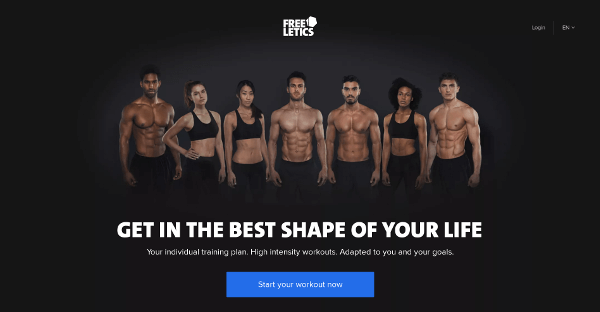 FREE
LETICS
Login
EN
GET IN THE BEST SHAPE OF YOUR LIFE
Your individual training plan. High intensity workouts. Adapted to you and your goals.
Start your workout now